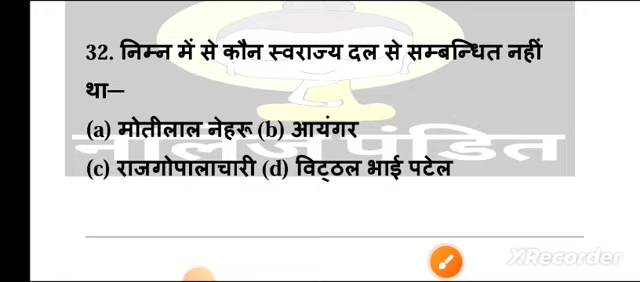 32. निम्न में से कौन स्वराज्य दल से सम्बन्धित नहीं
था—
(a) मोतीलाल नेहरू (b) आयंगर
नालेज पंडित
(c) राजगोपालाचारी (d) विट्ठल भाई पटेल
XRecorder